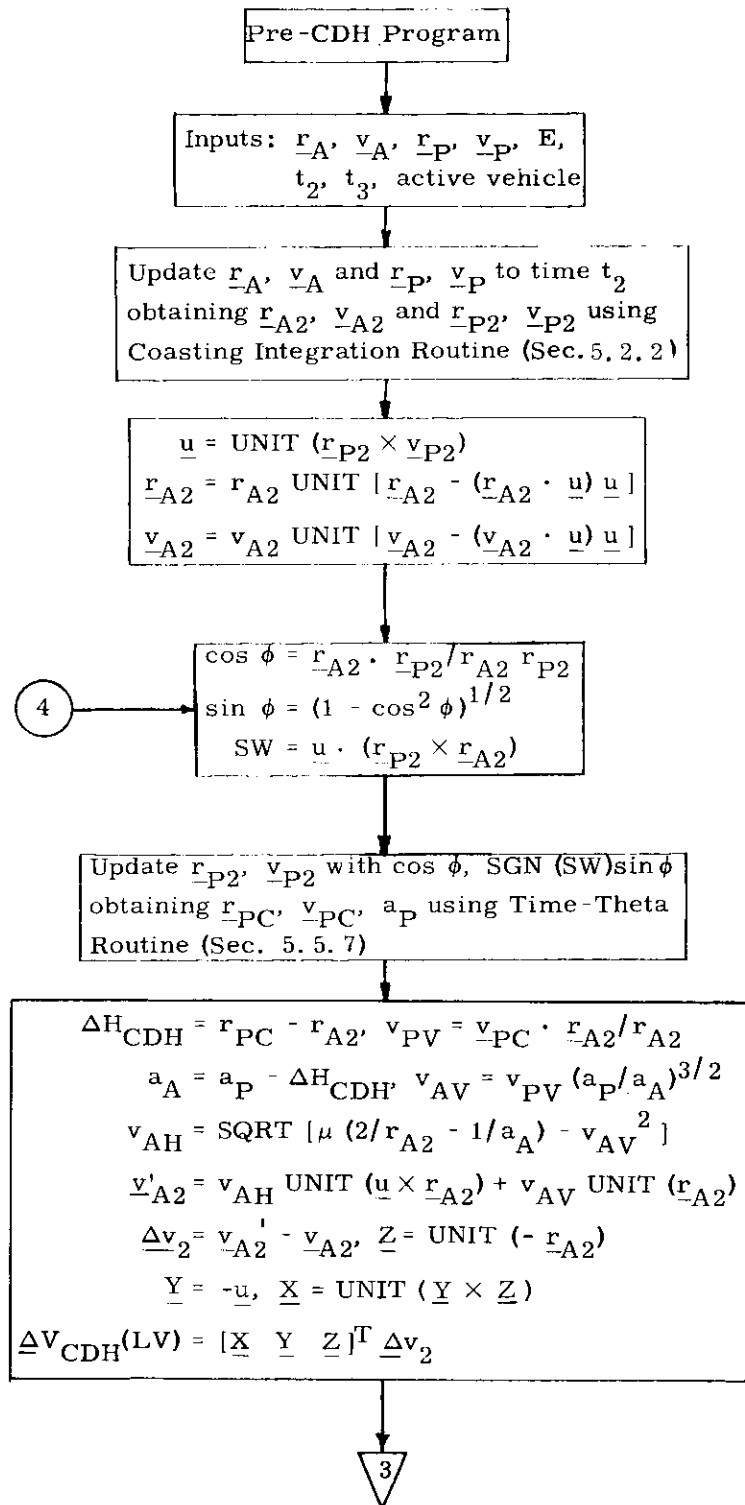 Pre-CDH Program
Inputs: r_A, v_A, r_P, v_P, E,
t_2, t_3, active vehicle
Update r_A, v_A and r_P, v_P to time t_2
obtaining r_A2, v_A2 and r_P2, v_P2 using
Coasting Integration Routine (Sec. 5. 2. 2)
u = UNIT (r_P2 × v_P2)
r_A2 = r_A2 UNIT [ r_A2 - (r_A2 · u) u ]
v_A2 = v_A2 UNIT [ v_A2 - (v_A2 · u) u ]
4
cos ϕ = r_A2 · r_P2/r_A2 r_P2
sin ϕ = (1 - cos² ϕ)^1/2
SW = u · (r_P2 × r_A2)
Update r_P2, v_P2 with cos ϕ, SGN (SW)sin ϕ
obtaining r_PC, v_PC, a_P using Time-Theta
Routine (Sec. 5. 5. 7)
ΔH_CDH = r_PC - r_A2, v_PV = v_PC · r_A2/r_A2
a_A = a_P - ΔH_CDH, v_AV = v_PV (a_P/a_A)^3/2
v_AH = SQRT [ μ (2/r_A2 - 1/a_A) - v_AV² ]
v'_A2 = v_AH UNIT (u × r_A2) + v_AV UNIT (r_A2)
Δv_2 = v_A2' - v_A2, Z = UNIT (- r_A2)
Y = -u, X = UNIT (Y × Z)
ΔV_CDH(LV) = [X Y Z]^T Δv_2
3